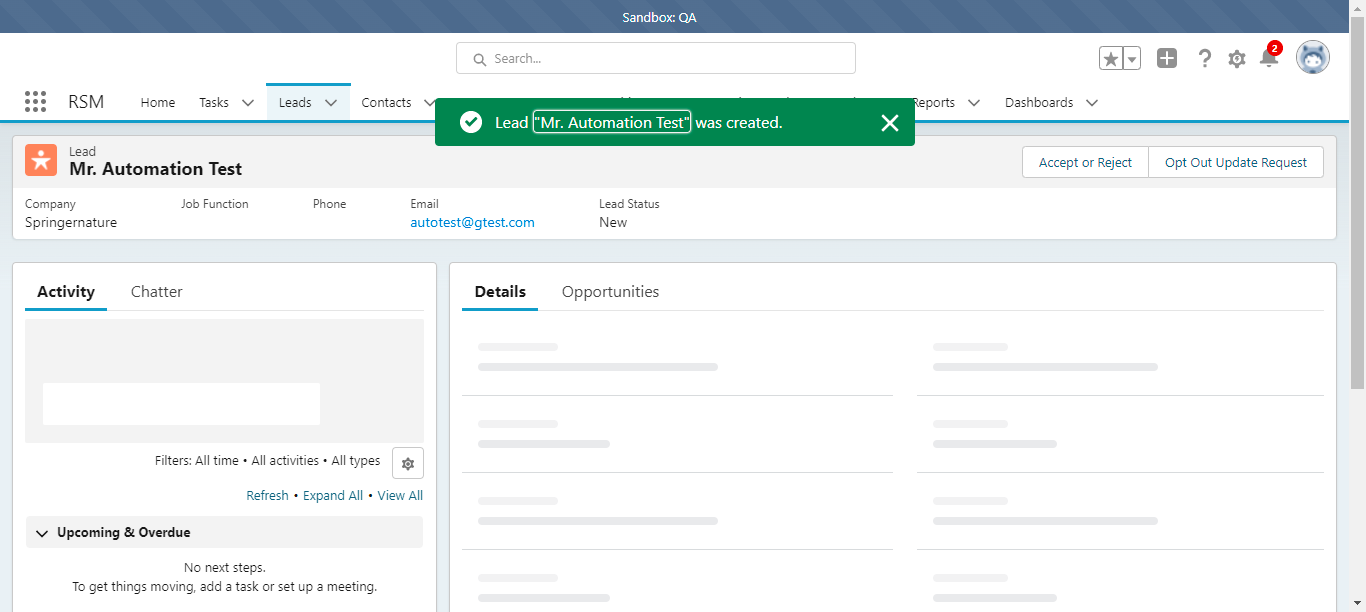 Sandbox: QA
Search...
2
RSM
Home
Tasks
Leads
Contacts
Reports
Dashboards
Lead "Mr. Automation Test" was created.
Lead
Mr. Automation Test
Accept or Reject
Opt Out Update Request
Company
Job Function
Phone
Email
Lead Status
Springernature
autotest@gtest.com
New
Activity
Chatter
Details
Opportunities
Filters: All time • All activities • All types
Refresh • Expand All • View All
Upcoming & Overdue
No next steps.
To get things moving, add a task or set up a meeting.